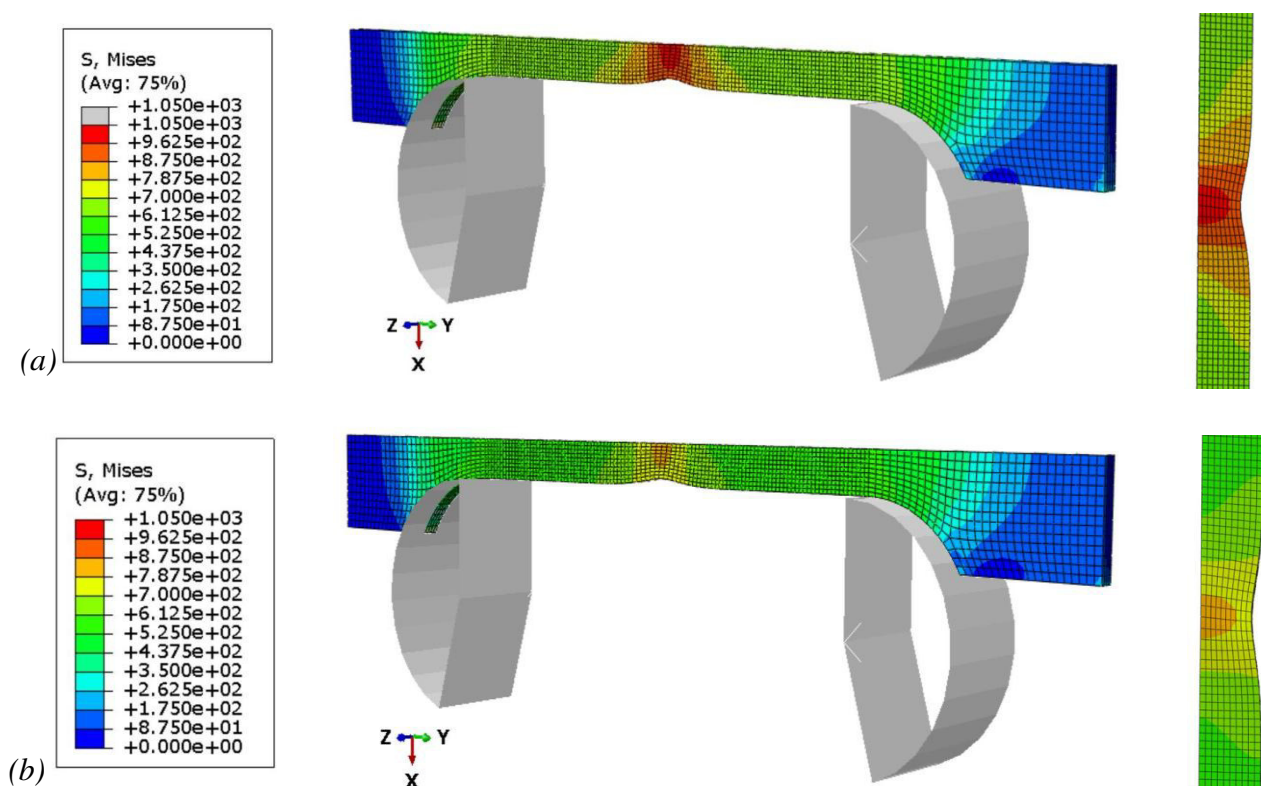 S, Mises
(Avg: 75%)
+1.050e+03
+1.050e+03
+9.625e+02
+8.750e+02
+7.875e+02
+7.000e+02
+6.125e+02
+5.250e+02
+4.375e+02
+3.500e+02
+2.625e+02
+1.750e+02
+8.750e+01
+0.000e+00
Z Y
X
(a)
S, Mises
(Avg: 75%)
+1.050e+03
+9.625e+02
+8.750e+02
+7.875e+02
+7.000e+02
+6.125e+02
+5.250e+02
+4.375e+02
+3.500e+02
+2.625e+02
+1.750e+02
+8.750e+01
+0.000e+00
Z Y
X
(b)